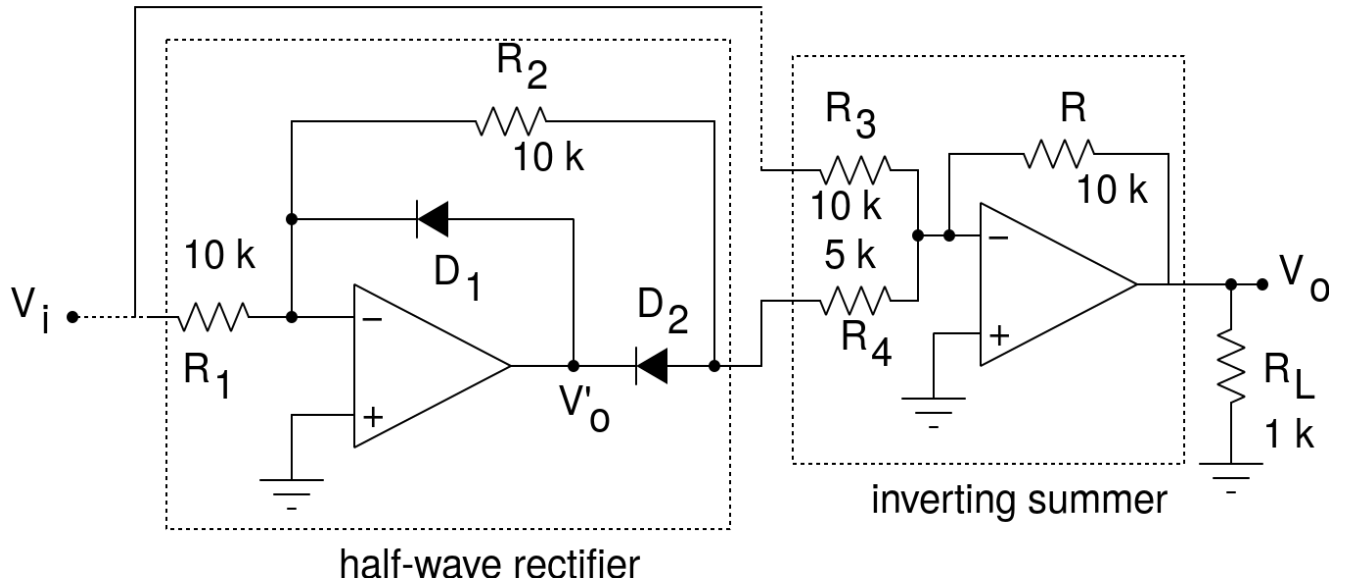 R2
10 k
D1
10 k
R1
Vi
−
+
V'o
D2
half-wave rectifier
R3
10 k
5 k
R4
R
10 k
−
+
Vo
RL
1 k
inverting summer